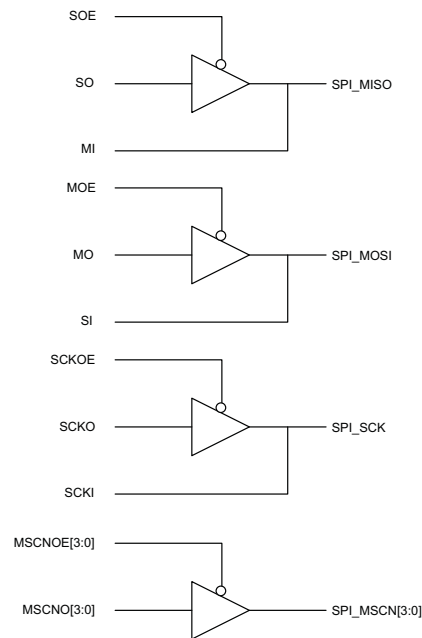 SOE
SO
SPI_MISO
MI
MOE
MO
SPI_MOSI
SI
SCKOE
SCKO
SPI_SCK
SCKI
MSCNOE[3:0]
MSCNO[3:0]
SPI_MSCN[3:0]